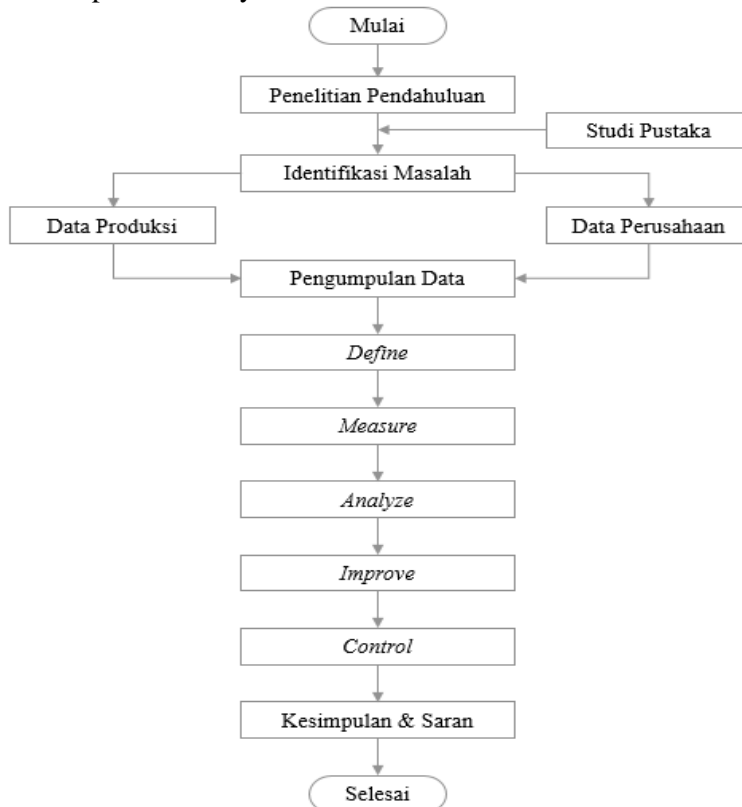 Mulai
Penelitian Pendahuluan
Studi Pustaka
Identifikasi Masalah
Data Produksi
Data Perusahaan
Pengumpulan Data
Define
Measure
Analyze
Improve
Control
Kesimpulan & Saran
Selesai